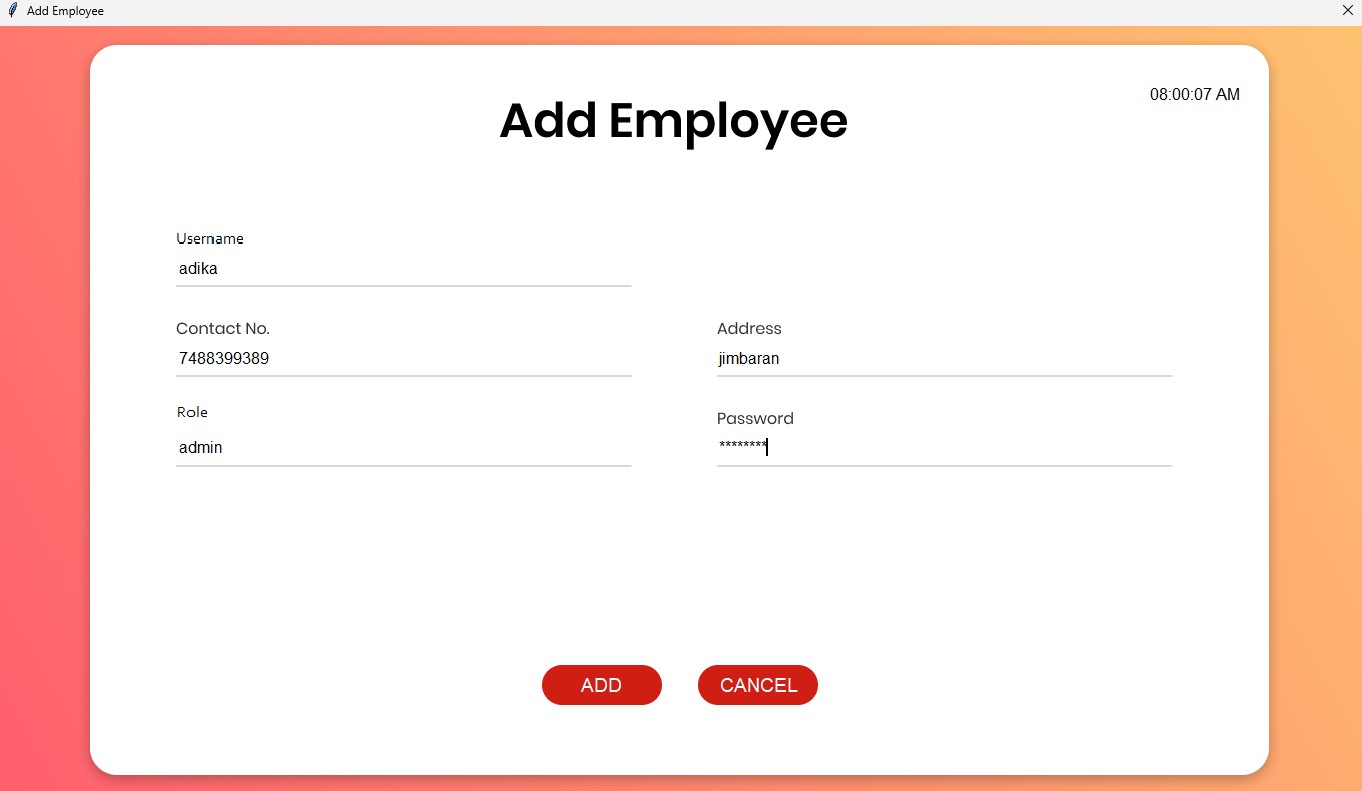 Add Employee
08:00:07 AM
Add Employee
Username
adika
Contact No.
7488399389
Address
jimbaran
Role
admin
Password
********
ADD
CANCEL